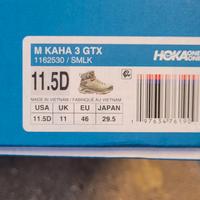 M KAHA 3 GTX
1162530 / SMLK
HOKA ONE ONE
11.5D
MADE IN VIETNAM / FABRIQUÉ AU VIETNAM
USA UK EU JAPAN
11.5D 11 46 29.5